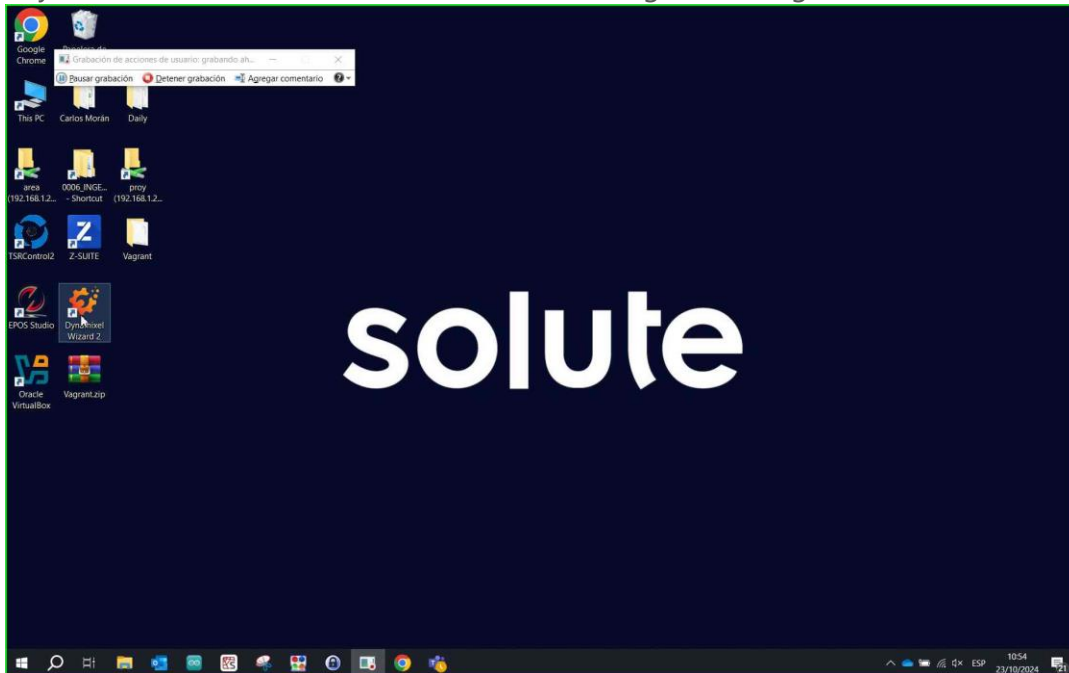 Google
Chrome
Grabación de acciones de usuario: grabando ah...
Pausar grabación
Detener grabación
Agregar comentario
This PC
Carlos Morán
Daily
area
(192.168.1.2...
0006_INGE...
- Shortcut
proy
(192.168.1.2...
TSRControl2
Z-SUITE
Vagrant
EPOS Studio
Dynamixel
Wizard 2
Oracle
VirtualBox
Vagrant.zip
solute
ESP
10:54
23/10/2024
21